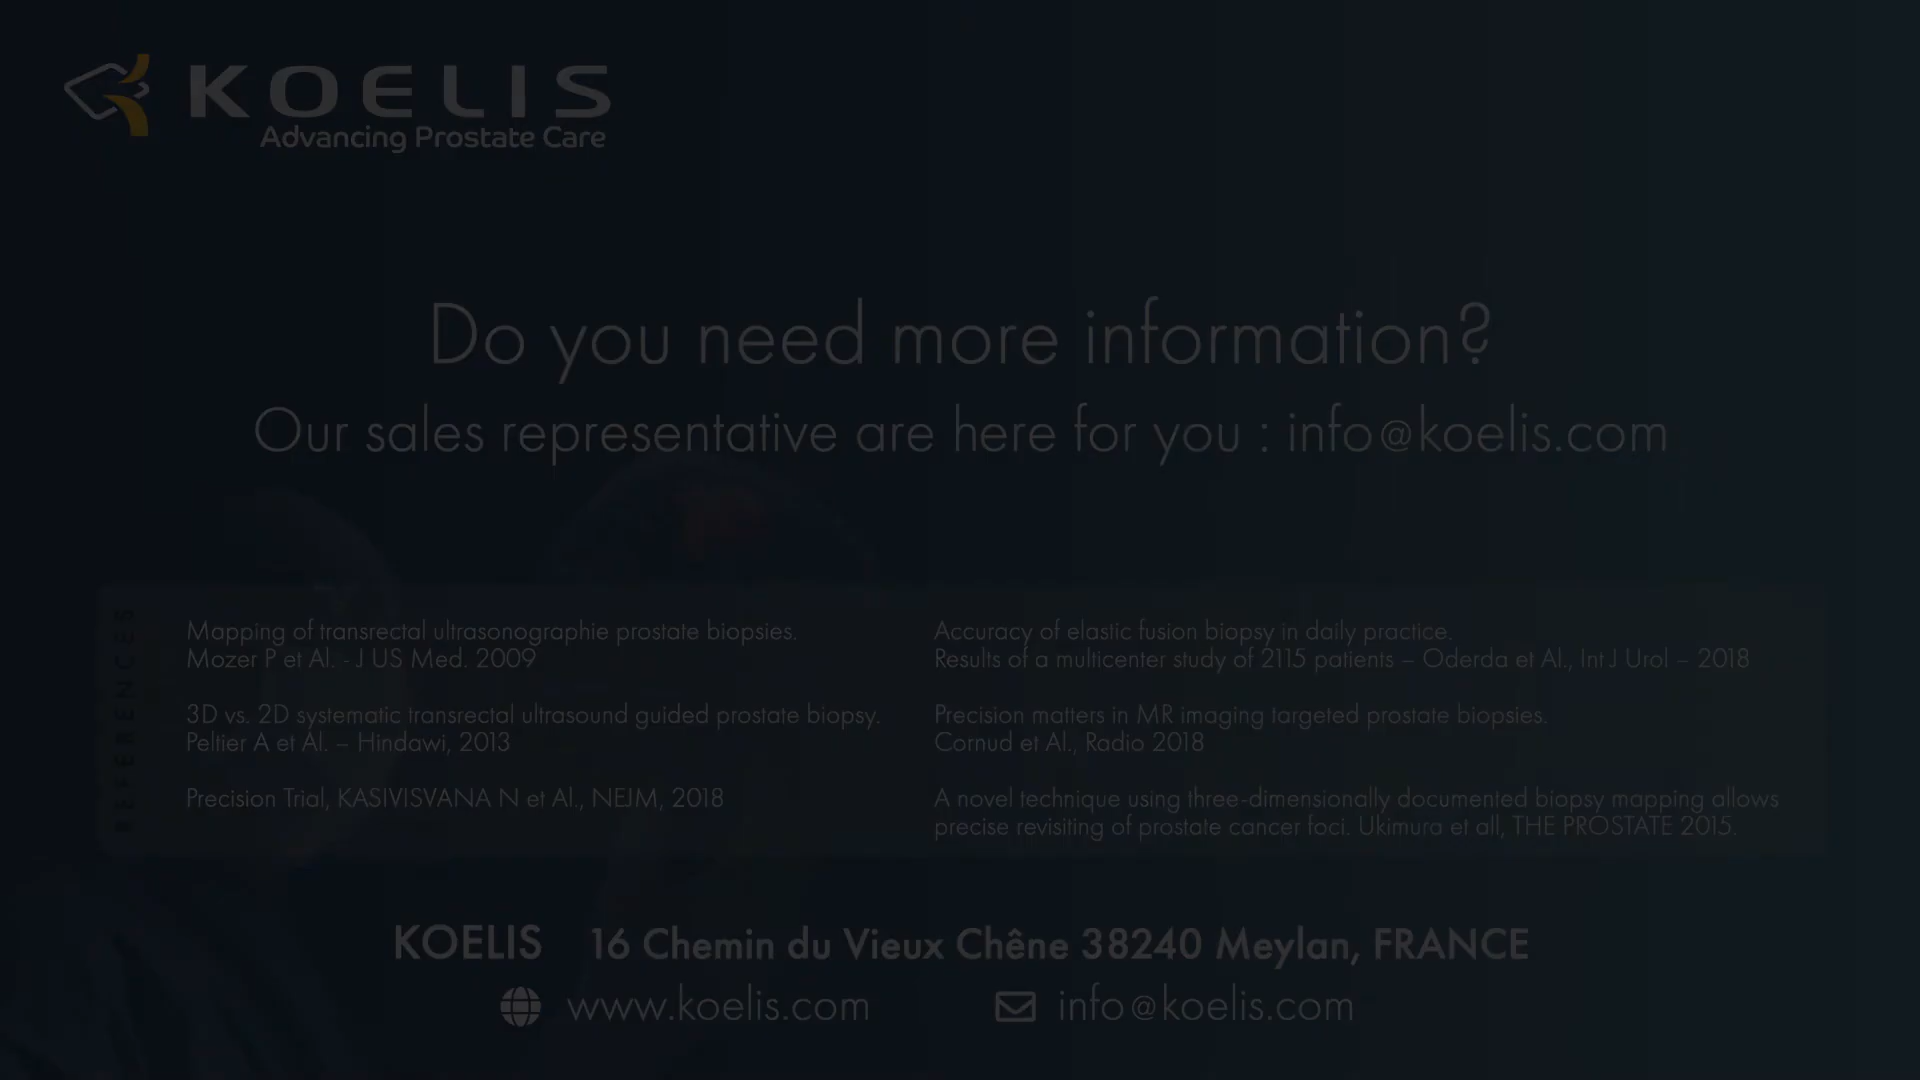 KOELIS
Advancing Prostate Care
Do you need more information?
Our sales representative are here for you : info@koelis.com
REFERENCES
Mapping of transrectal ultrasonographie prostate biopsies.
Mozer P et Al. - J US Med. 2009
3D vs. 2D systematic transrectal ultrasound guided prostate biopsy.
Peltier A et Al. – Hindawi, 2013
Precision Trial, KASIVISVANA N et Al., NEJM, 2018
Accuracy of elastic fusion biopsy in daily practice.
Results of a multicenter study of 2115 patients – Oderda et Al., Int J Urol – 2018
Precision matters in MR imaging targeted prostate biopsies.
Cornud et Al., Radio 2018
A novel technique using three-dimensionally documented biopsy mapping allows
precise revisiting of prostate cancer foci. Ukimura et all, THE PROSTATE 2015.
KOELIS 16 Chemin du Vieux Chêne 38240 Meylan, FRANCE
www.koelis.com info@koelis.com